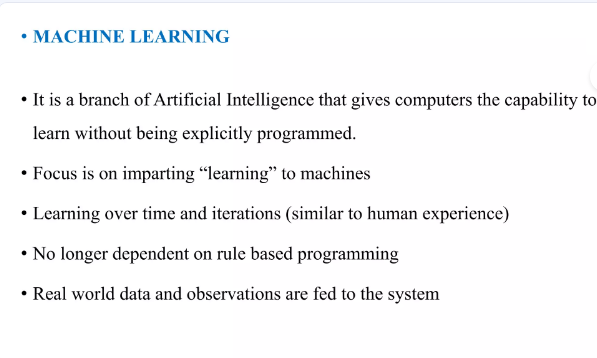 • MACHINE LEARNING
• It is a branch of Artificial Intelligence that gives computers the capability to
learn without being explicitly programmed.
• Focus is on imparting “learning” to machines
• Learning over time and iterations (similar to human experience)
• No longer dependent on rule based programming
• Real world data and observations are fed to the system